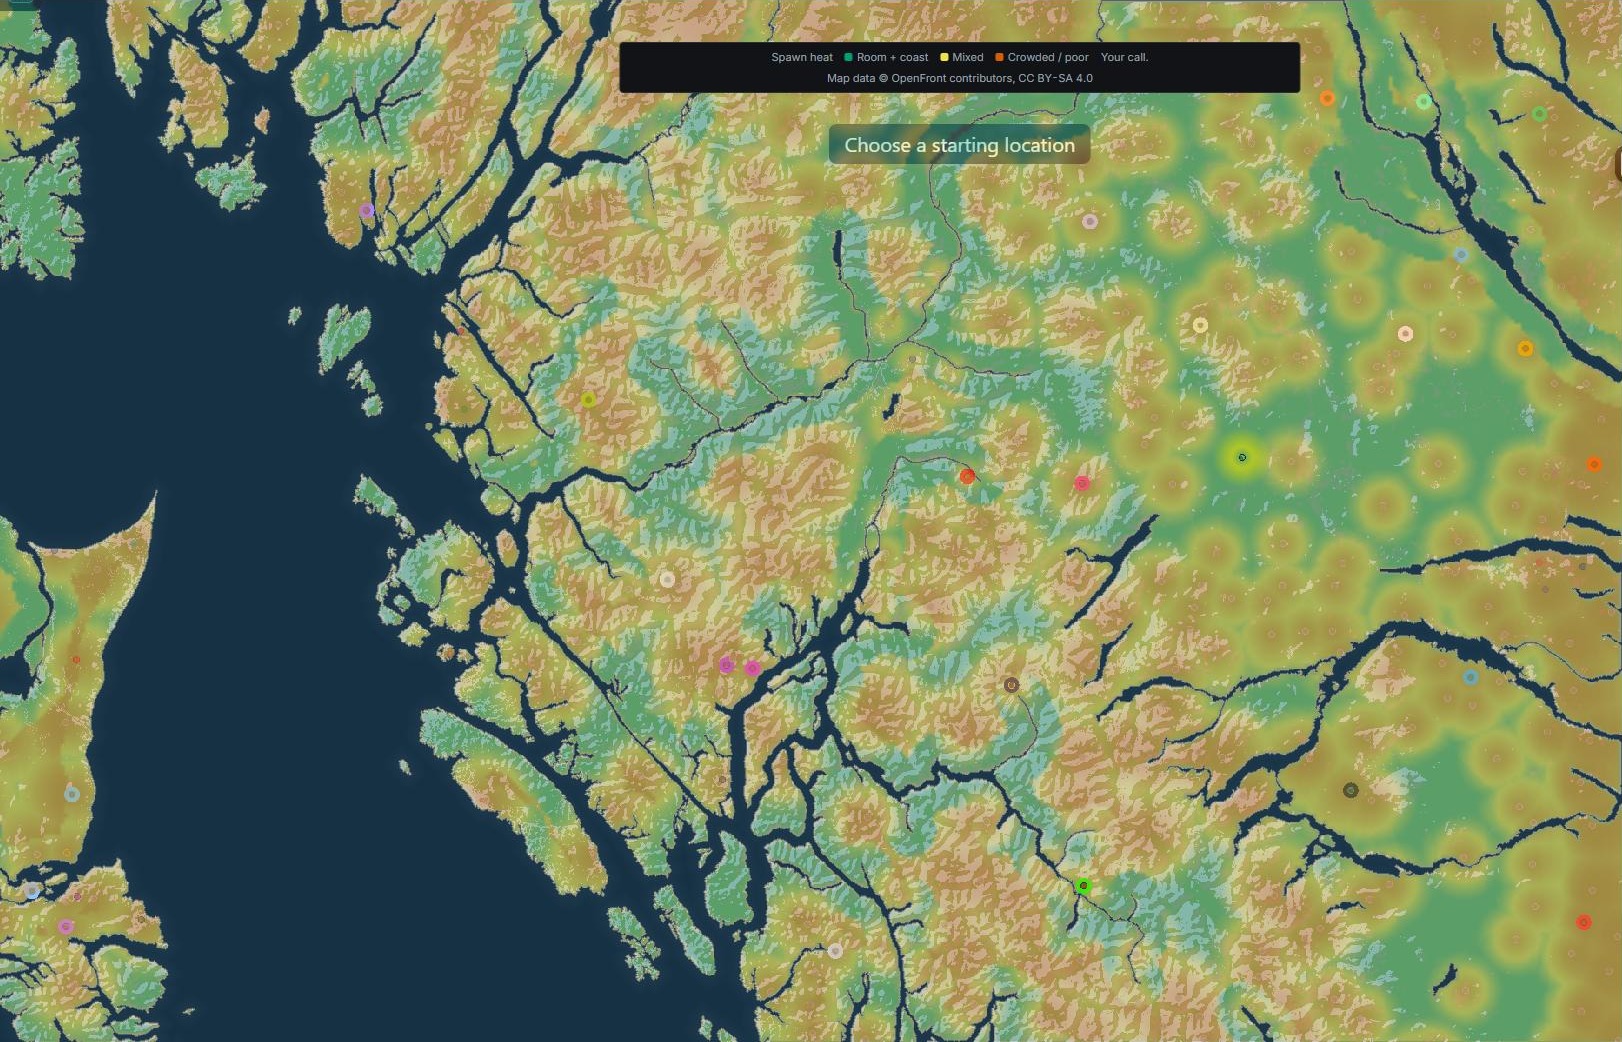 Spawn heat Room + coast Mixed Crowded / poor Your call.
Map data © OpenFront contributors, CC BY-SA 4.0
Choose a starting location